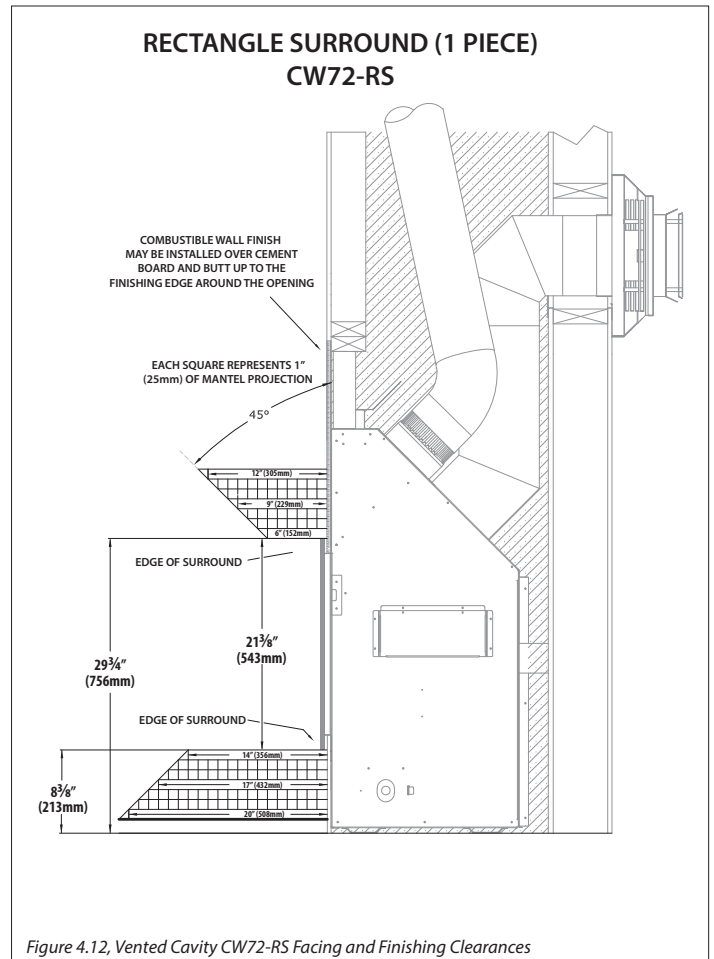 RECTANGLE SURROUND (1 PIECE)
CW72-RS
COMBUSTIBLE WALL FINISH
MAY BE INSTALLED OVER CEMENT
BOARD AND BUTT UP TO THE
FINISHING EDGE AROUND THE OPENING
EACH SQUARE REPRESENTS 1”
(25mm) OF MANTEL PROJECTION
45º
12” (305mm)
9” (229mm)
6” (152mm)
EDGE OF SURROUND
21⅜”
(543mm)
29¾”
(756mm)
EDGE OF SURROUND
14” (356mm)
17” (432mm)
8⅜”
(213mm)
20” (508mm)
Figure 4.12, Vented Cavity CW72-RS Facing and Finishing Clearances